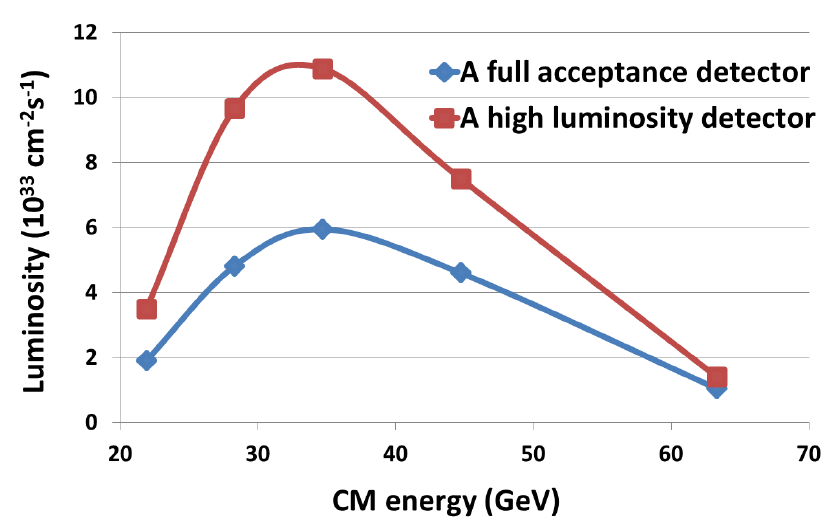 12
10
8
6
4
2
0
Luminosity (10³³ cm⁻²s⁻¹)
A full acceptance detector
A high luminosity detector
20 30 40 50 60 70
CM energy (GeV)